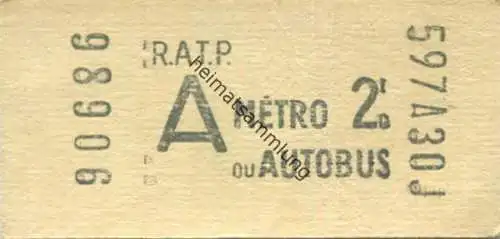 90686
R.A.T.P.
A MÉTRO 2e
OU AUTOBUS
597A30J
heimatsammlung